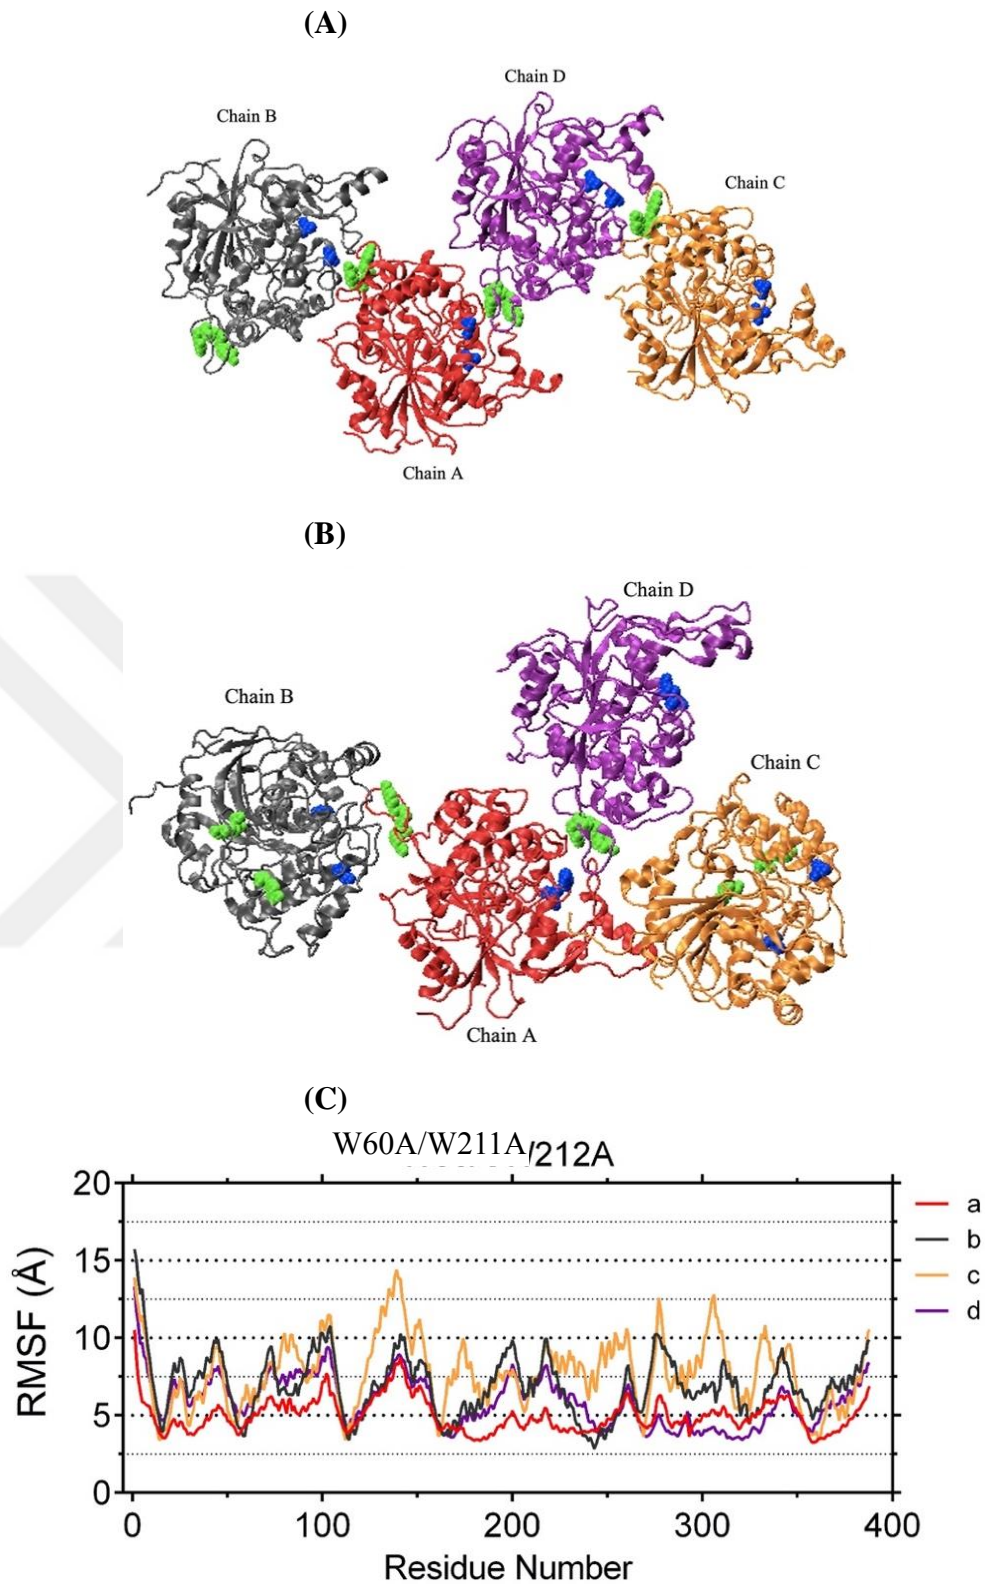 (A)
Chain D
Chain B
Chain C
Chain A
(B)
Chain D
Chain B
Chain C
Chain A
(C)
W60A/W211A/212A
20
15
10
5
0
RMSF (Å)
0 100 200 300 400
Residue Number
a
b
c
d